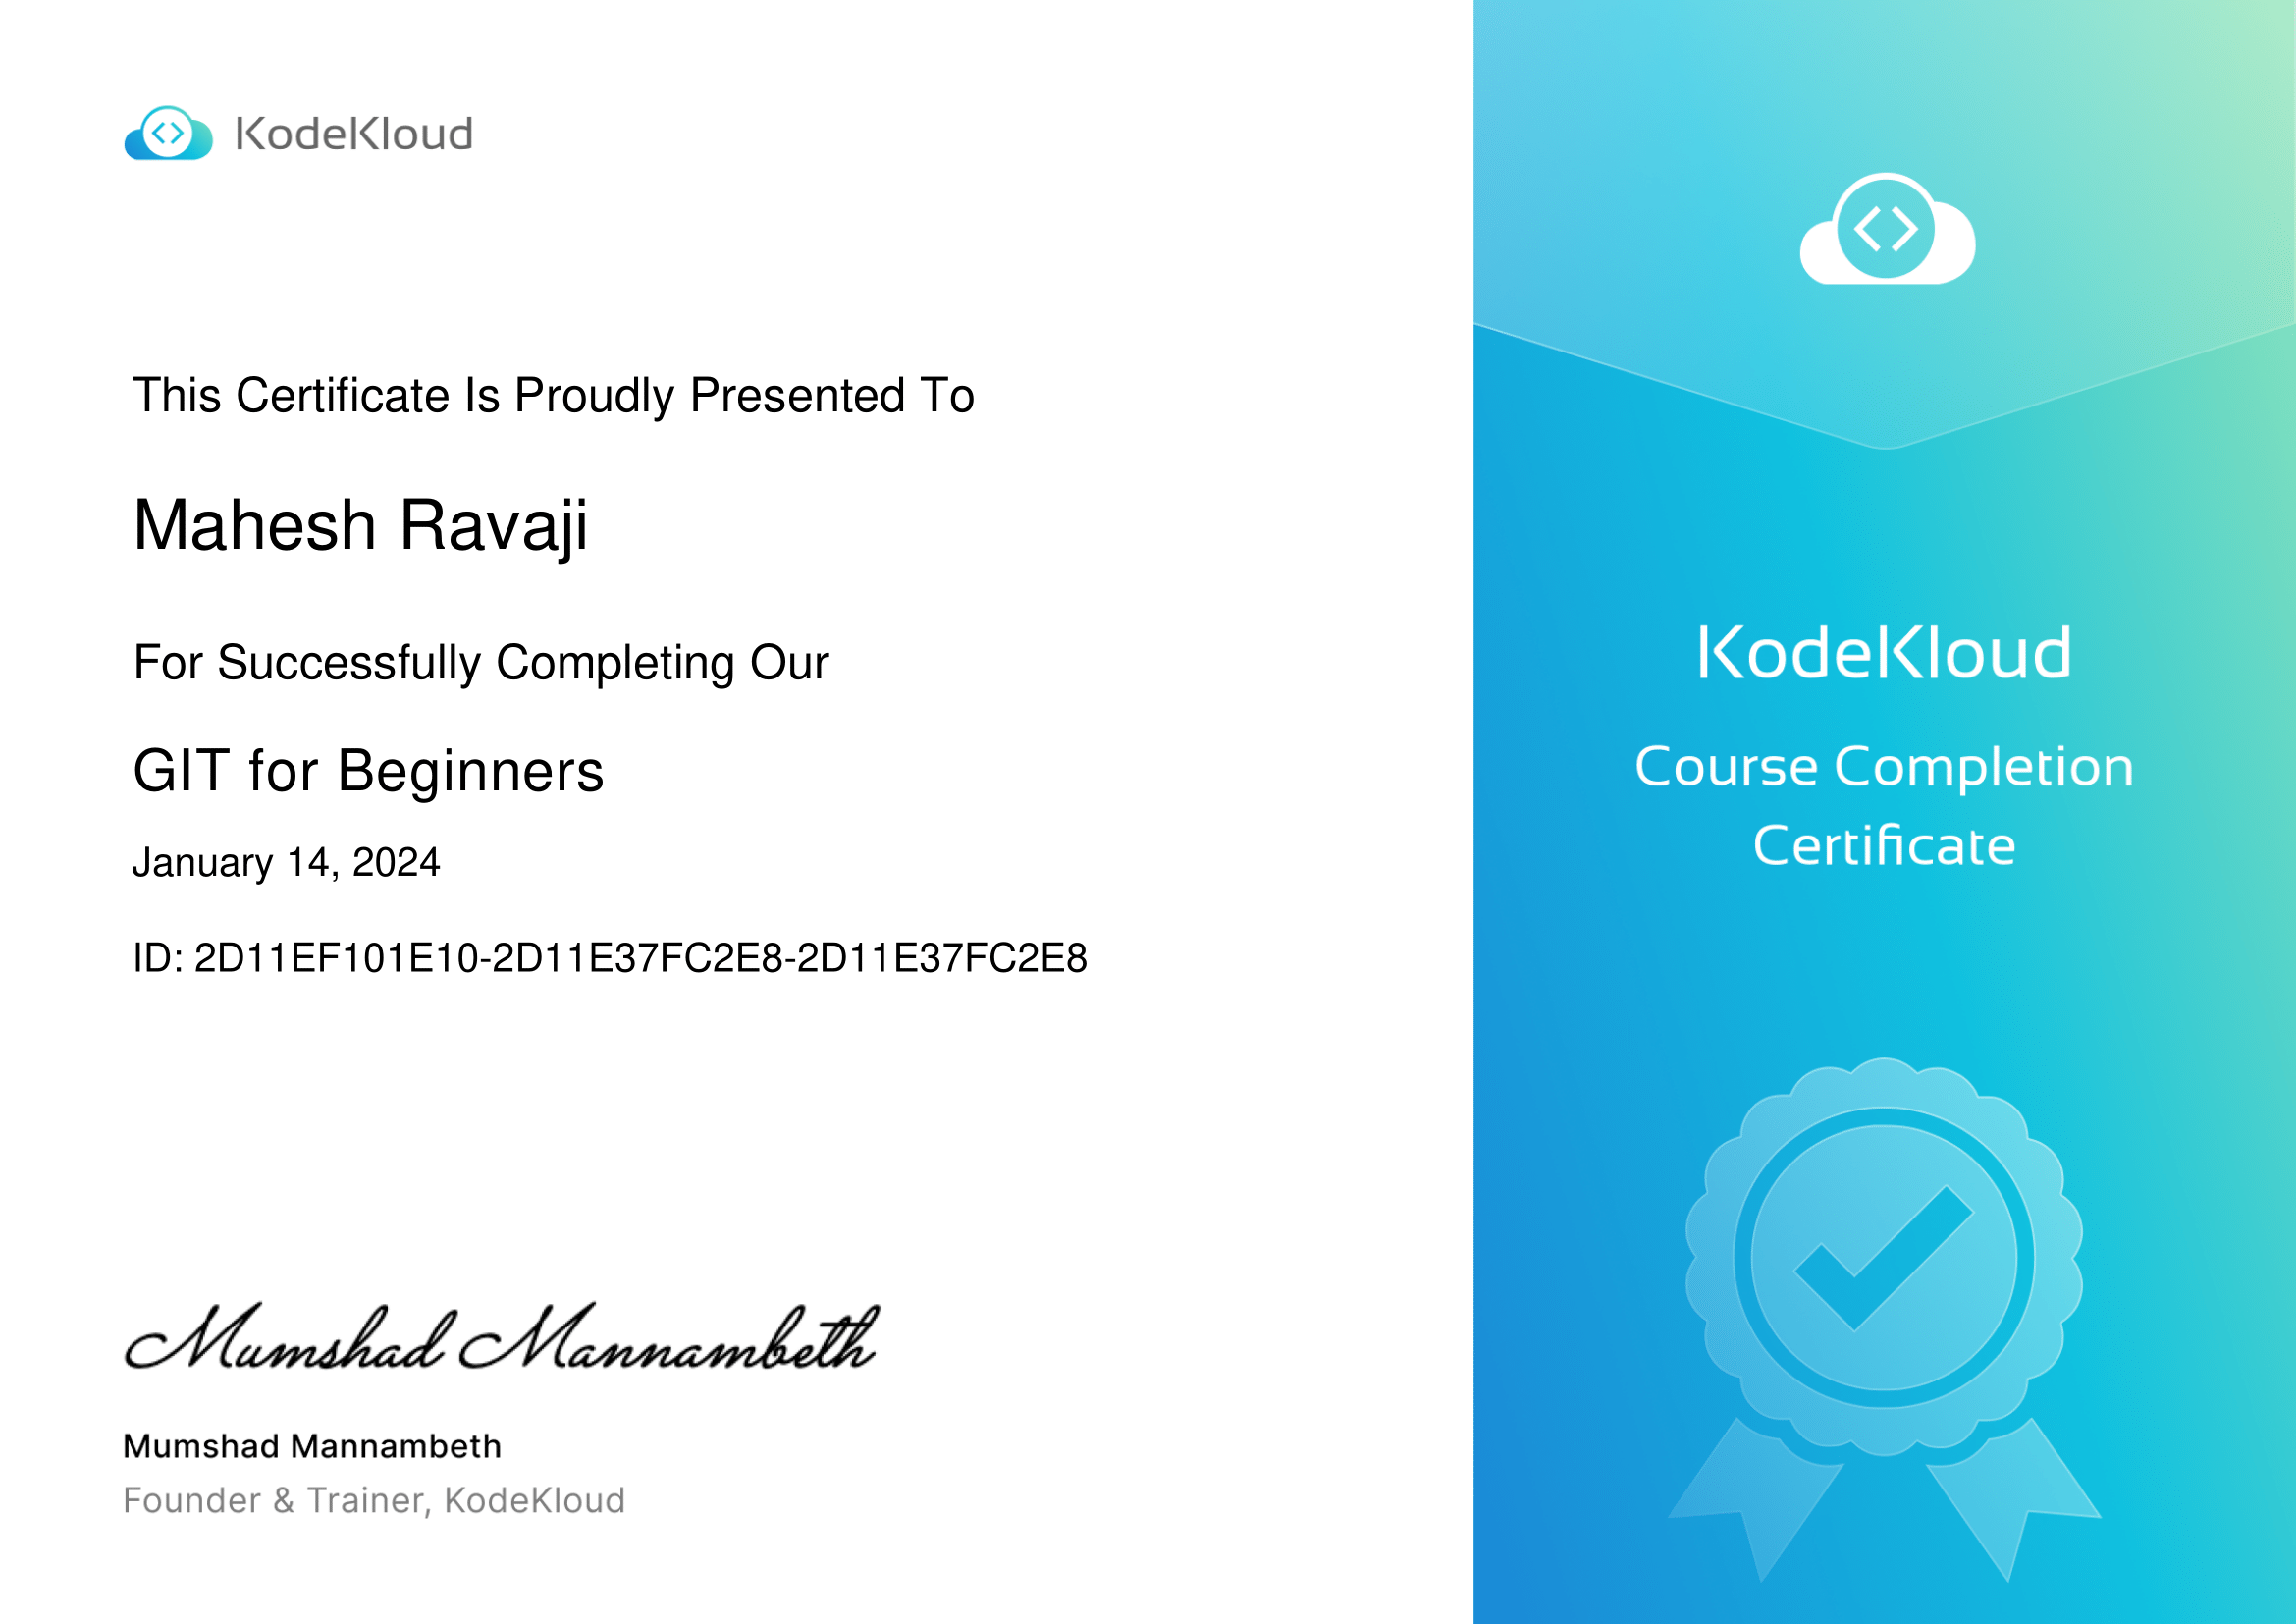 KodeKloud
This Certificate Is Proudly Presented To
Mahesh Ravaji
For Successfully Completing Our
GIT for Beginners
January 14, 2024
ID: 2D11EF101E10-2D11E37FC2E8-2D11E37FC2E8
Mumshad Mannambeth
Mumshad Mannambeth
Founder & Trainer, KodeKloud
KodeKloud
Course Completion
Certificate